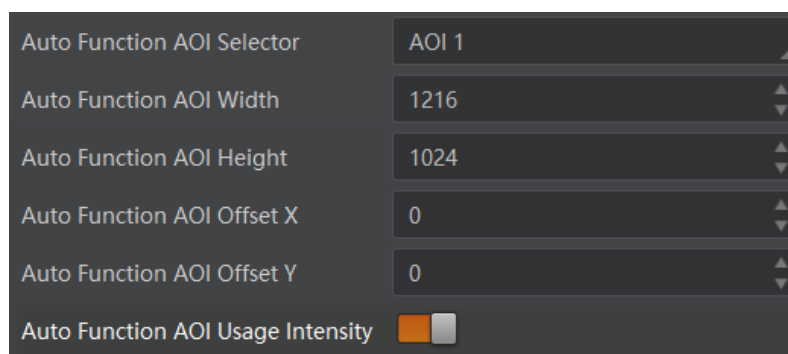 Auto Function AOI Selector AOI 1
Auto Function AOI Width 1216
Auto Function AOI Height 1024
Auto Function AOI Offset X 0
Auto Function AOI Offset Y 0
Auto Function AOI Usage Intensity